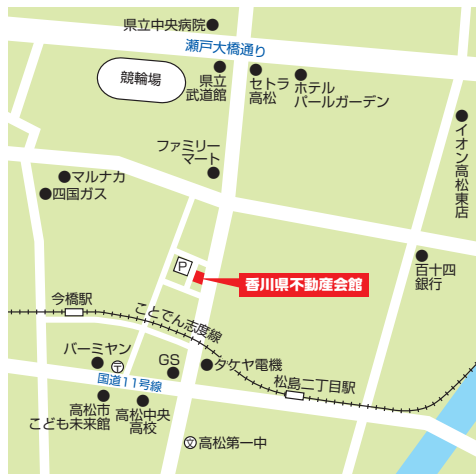 県立中央病院
瀬戸大橋通り
競輪場
県立
武道館
セトラ
高松
ホテル
パールガーデン
イオン高松東店
ファミリー
マート
マルナカ
四国ガス
P
香川県不動産会館
百十四
銀行
今橋駅
ことでん志度線
バーミヤン
〒
GS
タケヤ電機
国道11号線
松島二丁目駅
高松市
こども未来館
高松中央
高校
文
高松第一中